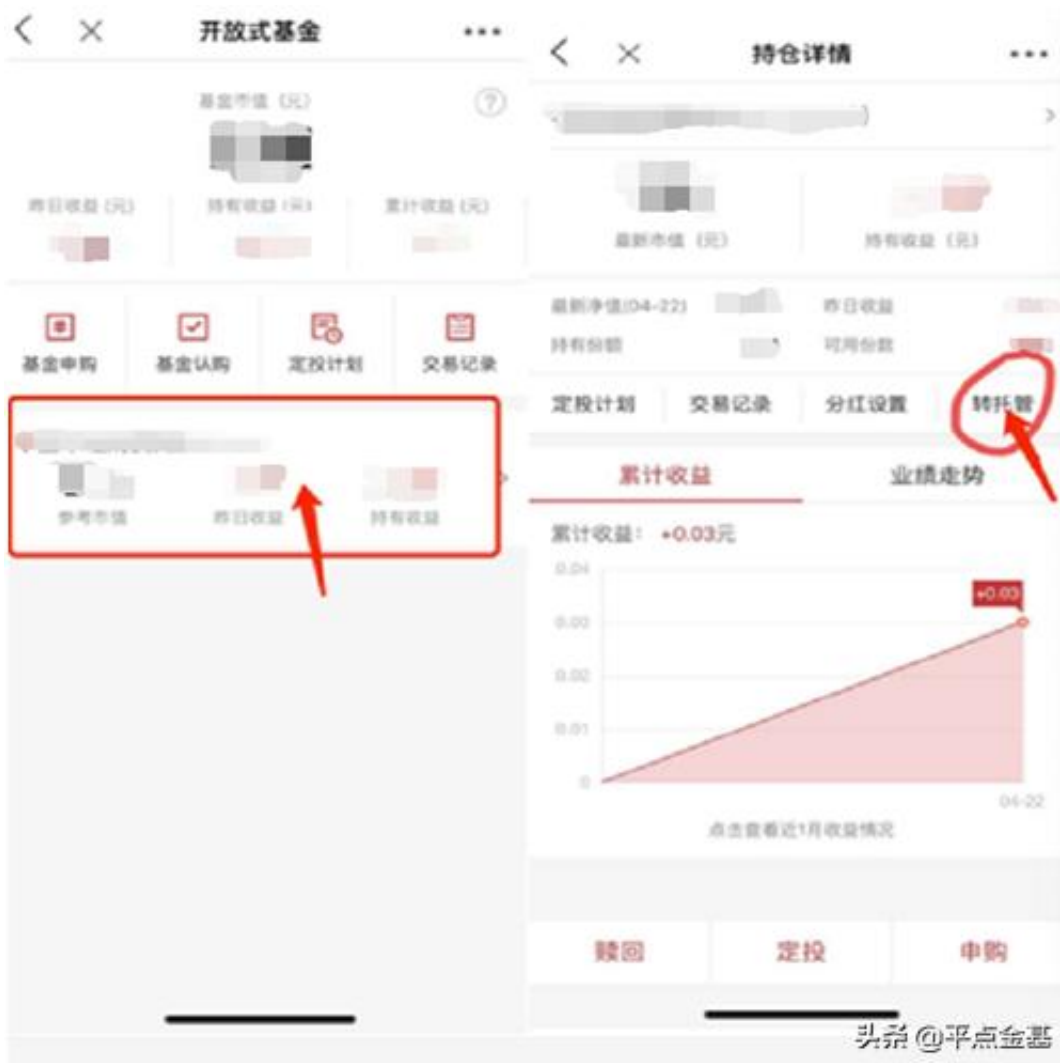 开放式基金
基金市值（元）
昨日收益（元）
持有收益（元）
累计收益（元）
基金申购
基金认购
定投计划
交易记录
参考市值
昨日收益
持有收益
持仓详情
最新市值（元）
持有收益（元）
最新净值(04-22)
昨日收益
持有份额
可用份数
定投计划
交易记录
分红设置
转托管
累计收益
业绩走势
累计收益：+0.03元
0.04
+0.03
0.03
0.02
0.01
0
04-22
点击查看近1月收益情况
赎回
定投
申购
头条 @平点金基